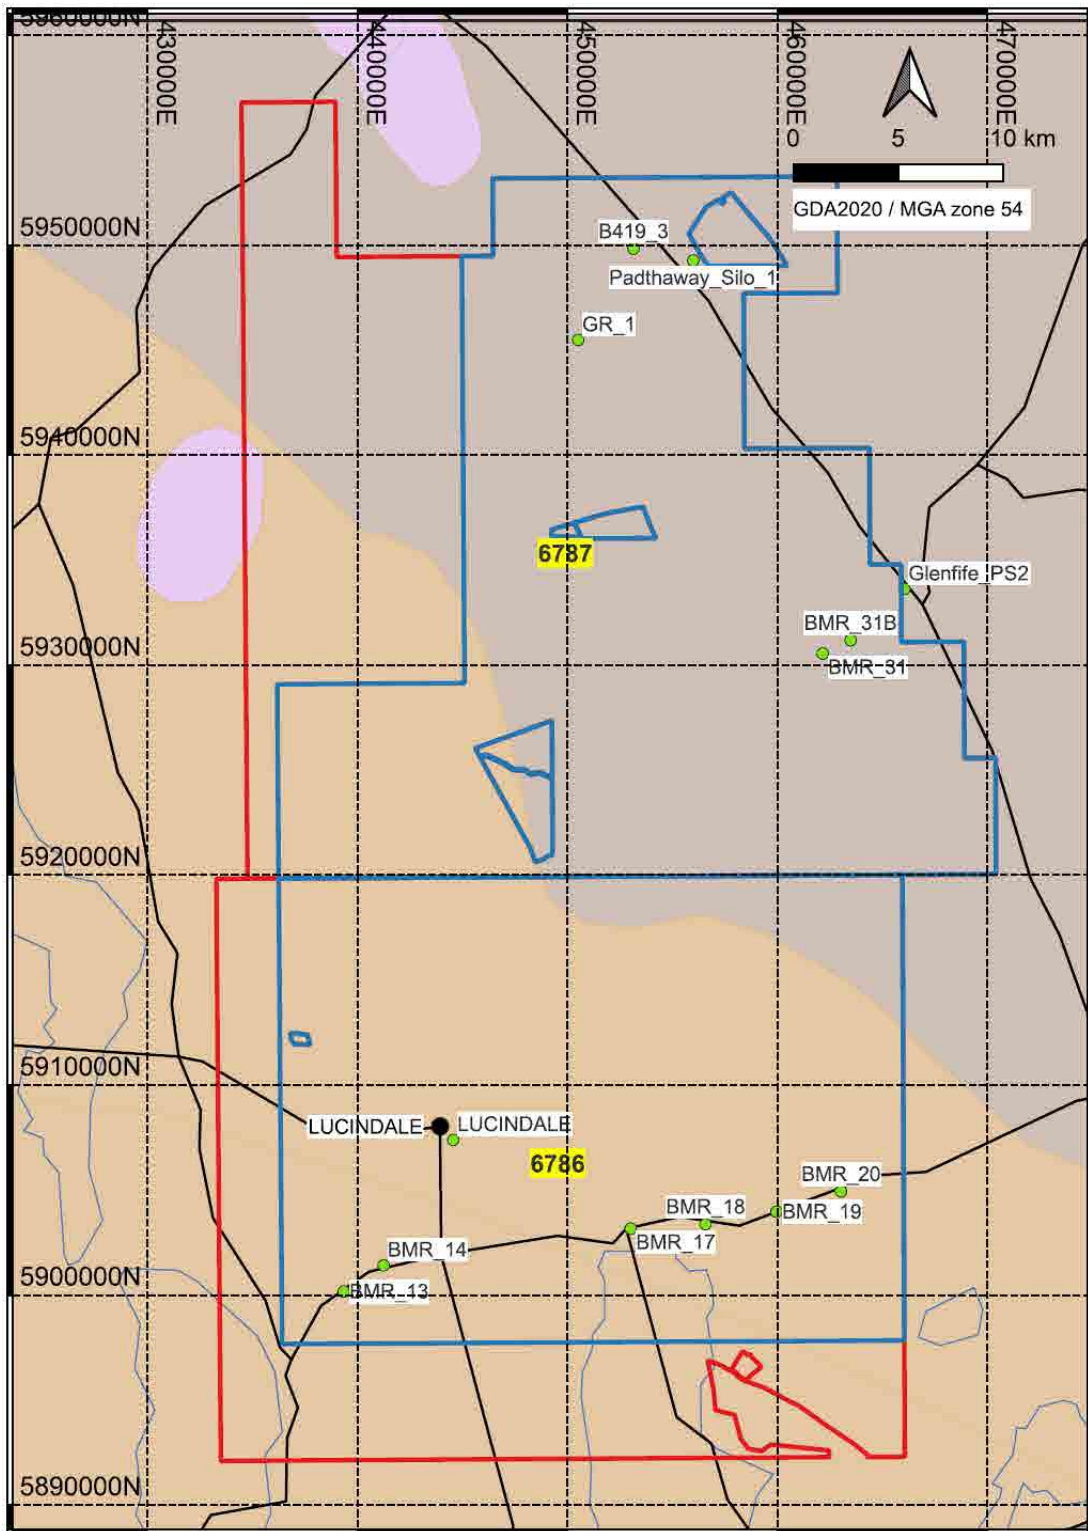 5960000N
430000E
440000E
450000E
460000E
470000E
0 5 10 km
GDA2020 / MGA zone 54
5950000N
B419_3
Padthaway_Silo_1
GR_1
5940000N
6787
Glenfife_PS2
BMR_31B
5930000N
BMR_31
5920000N
5910000N
LUCINDALE
LUCINDALE
6786
BMR_20
BMR_18
BMR_19
BMR_17
BMR_14
5900000N
BMR_13
5890000N